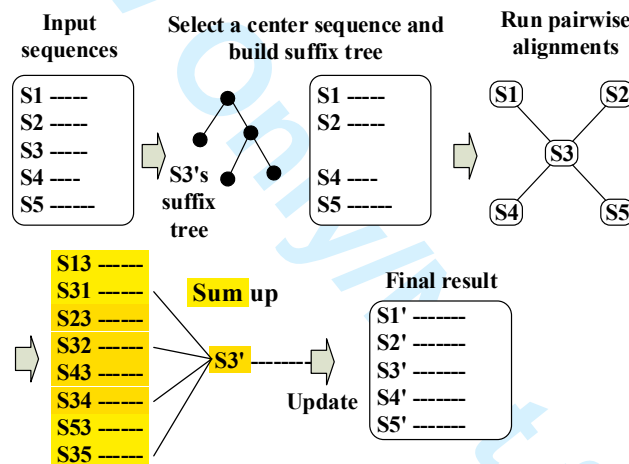 Input sequences
S1 -----
S2 -----
S3 -----
S4 ----
S5 ------
Select a center sequence and
build suffix tree
S3's
suffix
tree
S1 -----
S2 -----
S4 ----
S5 ------
Run pairwise
alignments
S1
S2
S3
S4
S5
S13 ------
S31 ------
S23 ------
S32 ------
S43 ------
S34 ------
S53 ------
S35 ------
Sum up
S3' --------
Update
Final result
S1' -------
S2' -------
S3' -------
S4' -------
S5' -------